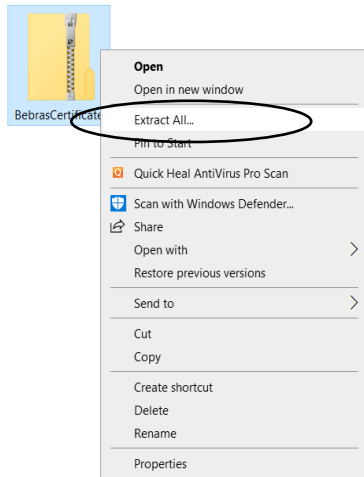 BebrasCertificate
Open
Open in new window
Extract All...
Pin to Start
Quick Heal AntiVirus Pro Scan
Scan with Windows Defender...
Share
Open with
Restore previous versions
Send to
Cut
Copy
Create shortcut
Delete
Rename
Properties